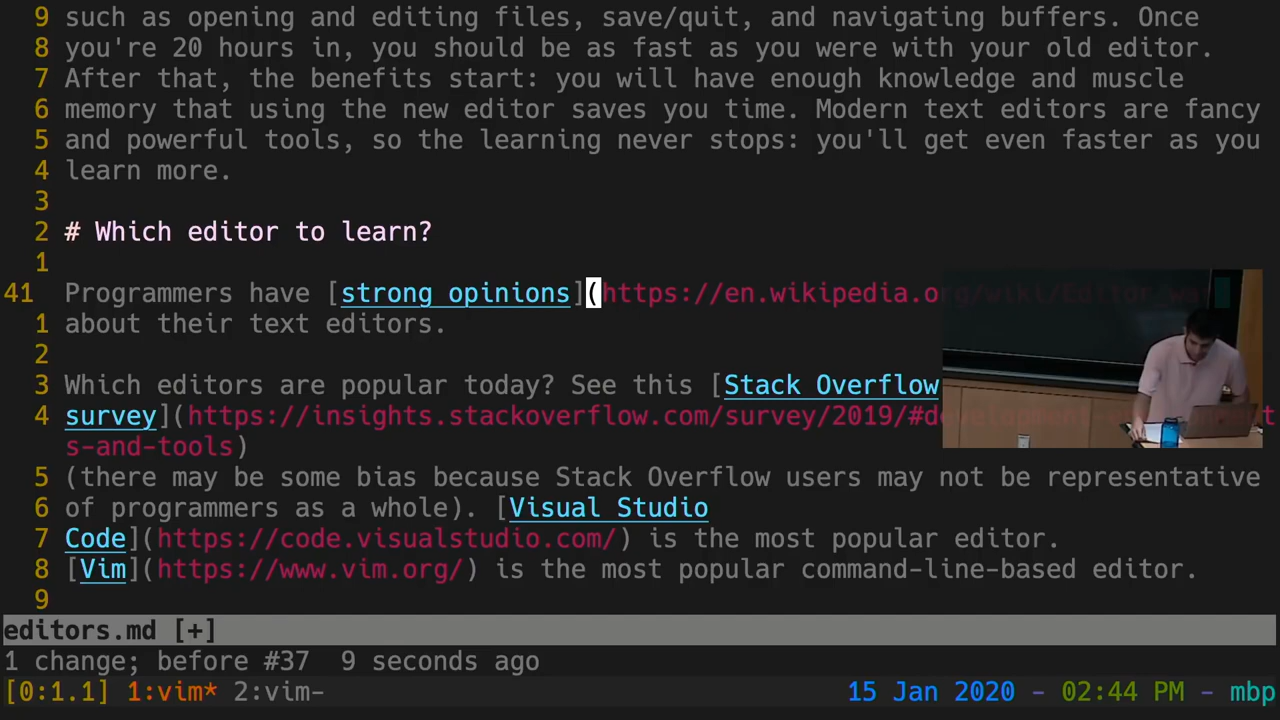 9 such as opening and editing files, save/quit, and navigating buffers. Once
8 you're 20 hours in, you should be as fast as you were with your old editor.
7 After that, the benefits start: you will have enough knowledge and muscle
6 memory that using the new editor saves you time. Modern text editors are fancy
5 and powerful tools, so the learning never stops: you'll get even faster as you
4 learn more.
3
2 # Which editor to learn?
1
41 Programmers have [strong opinions](https://en.wikipedia.org/wiki/Editor_war
1 about their text editors.
2
3 Which editors are popular today? See this [Stack Overflow
4 survey](https://insights.stackoverflow.com/survey/2019/#development
s-and-tools)
5 (there may be some bias because Stack Overflow users may not be representative
6 of programmers as a whole). [Visual Studio
7 Code](https://code.visualstudio.com/) is the most popular editor.
8 [Vim](https://www.vim.org/) is the most popular command-line-based editor.
9
editors.md [+]
1 change; before #37 9 seconds ago
[0:1.1] 1:vim* 2:vim- 15 Jan 2020 - 02:44 PM - mbp